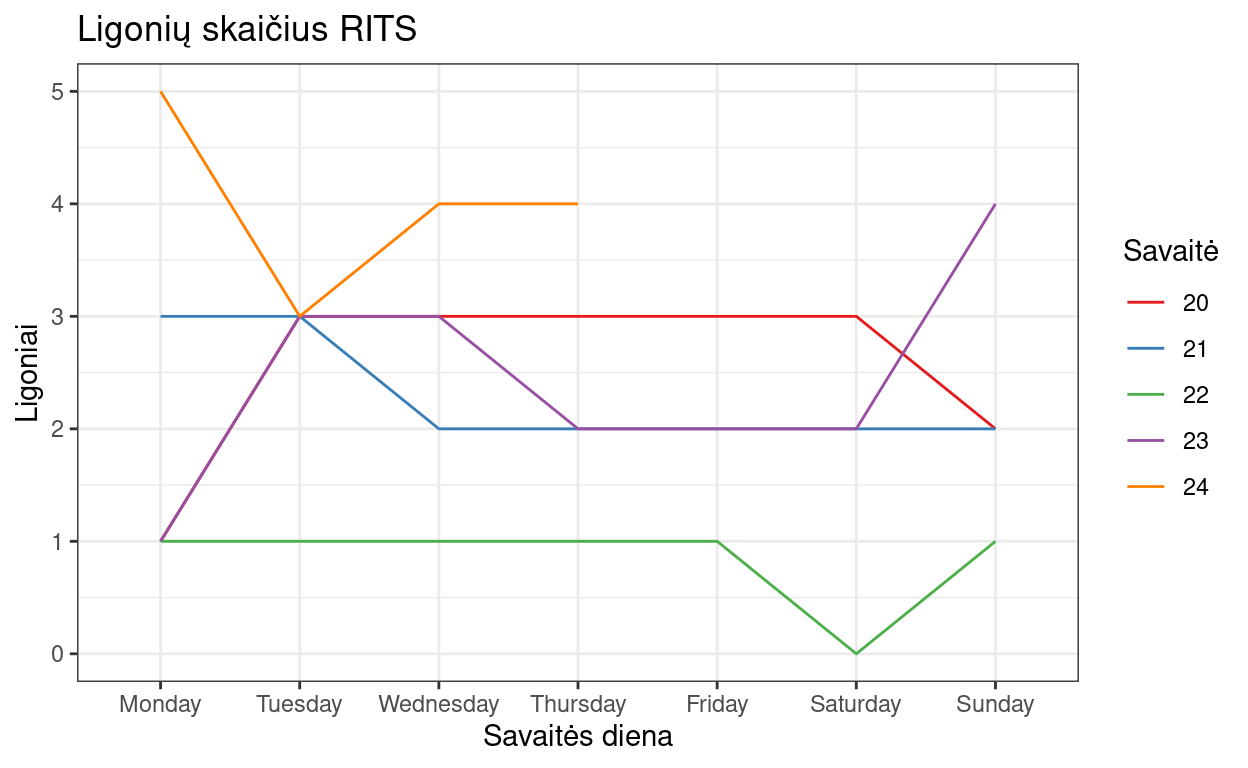 Ligonių skaičius RITS
5
4
3
2
1
0
Ligoniai
Monday Tuesday Wednesday Thursday Friday Saturday Sunday
Savaitės diena
Savaitė
20
21
22
23
24